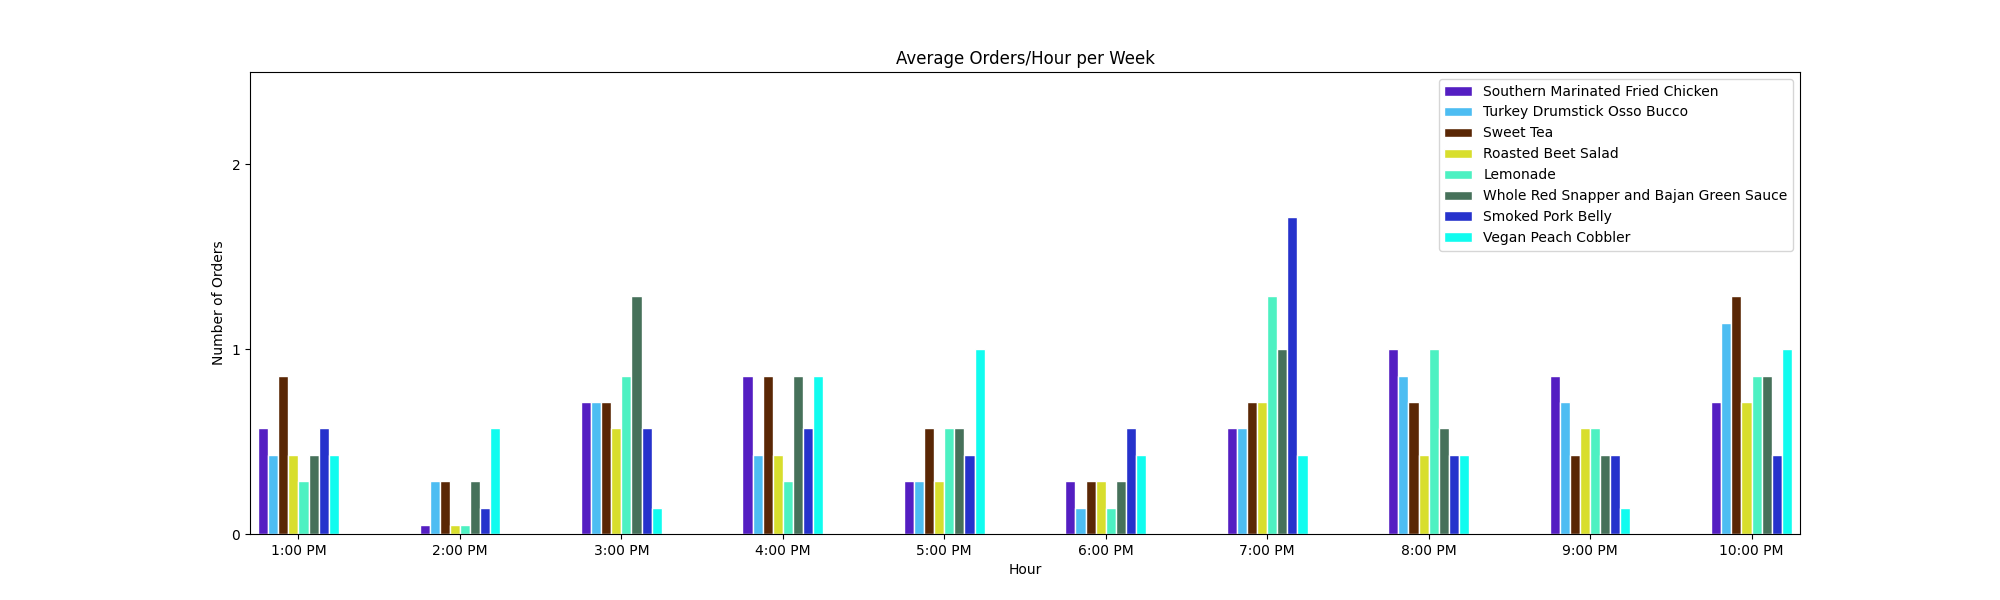 Average Orders/Hour per Week
Southern Marinated Fried Chicken
Turkey Drumstick Osso Bucco
Sweet Tea
Roasted Beet Salad
Lemonade
Whole Red Snapper and Bajan Green Sauce
Smoked Pork Belly
Vegan Peach Cobbler
Number of Orders
2
1
0
1:00 PM 2:00 PM 3:00 PM 4:00 PM 5:00 PM 6:00 PM 7:00 PM 8:00 PM 9:00 PM 10:00 PM
Hour